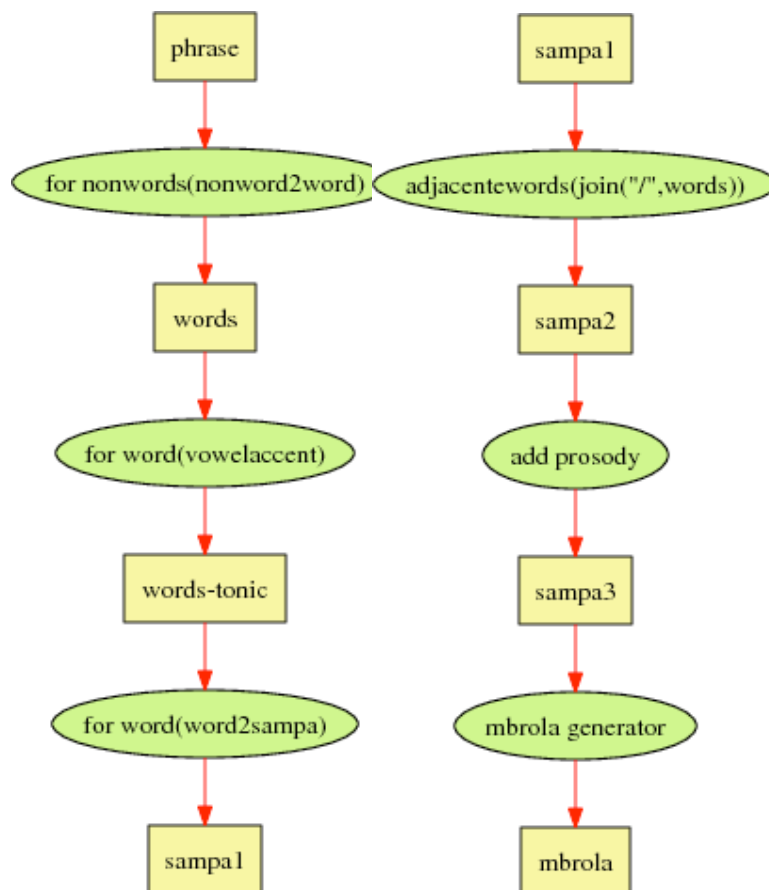 phrase
for nonwords(nonword2word)
words
for word(vowelaccent)
words-tonic
for word(word2sampa)
sampa1
sampa1
adjacentewords(join("/",words))
sampa2
add prosody
sampa3
mbrola generator
mbrola